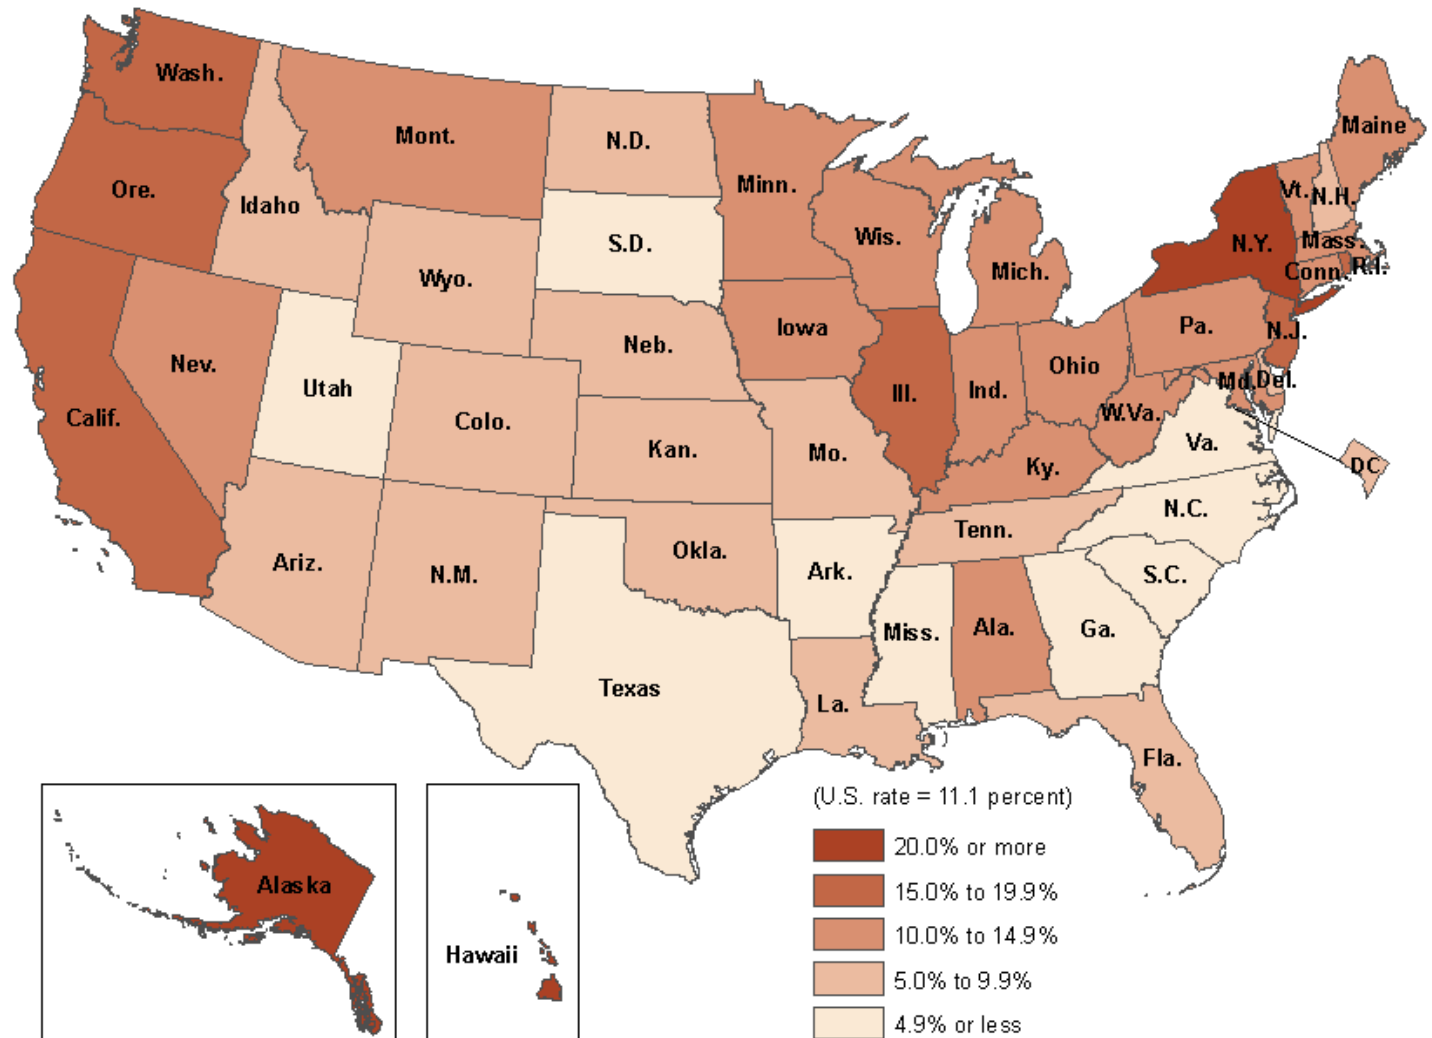 Wash.
Maine
Mont.
N.D.
Minn.
Ore.
Vt.
N.H.
Idaho
Wis.
Mass.
S.D.
N.Y.
Conn.
R.I.
Mich.
Wyo.
Iowa
Pa.
N.J.
Neb.
Nev.
Ohio
Md.
Del.
Utah
Ill.
Ind.
W.Va.
Calif.
Colo.
Va.
Kan.
Mo.
Ky.
DC
N.C.
Tenn.
Okla.
Ariz.
N.M.
Ark.
S.C.
Miss.
Ala.
Ga.
Texas
La.
Fla.
Alaska
Hawaii
(U.S. rate = 11.1 percent)
20.0% or more
15.0% to 19.9%
10.0% to 14.9%
5.0% to 9.9%
4.9% or less